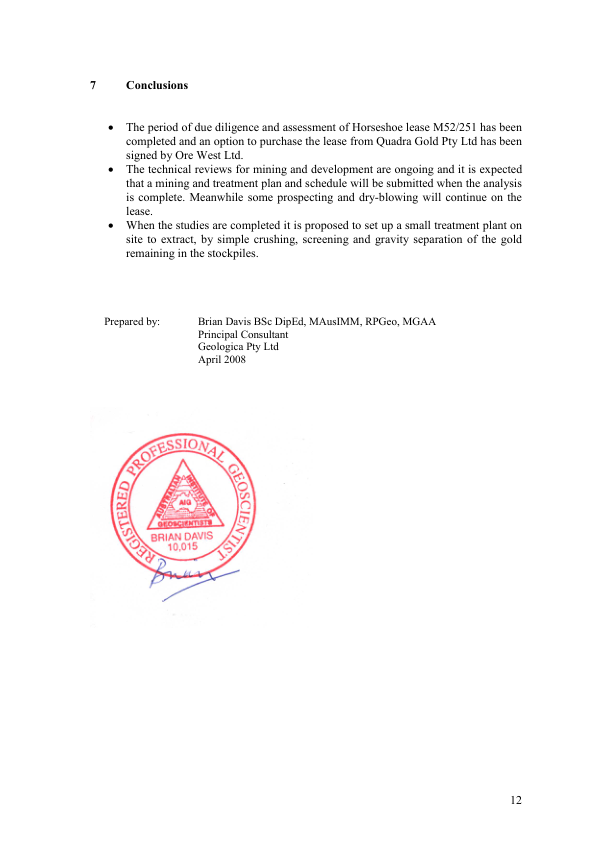 7 Conclusions
• The period of due diligence and assessment of Horseshoe lease M52/251 has been
completed and an option to purchase the lease from Quadra Gold Pty Ltd has been
signed by Ore West Ltd.
• The technical reviews for mining and development are ongoing and it is expected
that a mining and treatment plan and schedule will be submitted when the analysis
is complete. Meanwhile some prospecting and dry-blowing will continue on the
lease.
• When the studies are completed it is proposed to set up a small treatment plant on
site to extract, by simple crushing, screening and gravity separation of the gold
remaining in the stockpiles.
Prepared by: Brian Davis BSc DipEd, MAusIMM, RPGeo, MGAA
Principal Consultant
Geologica Pty Ltd
April 2008
REGISTERED PROFESSIONAL GEOSCIENTIST
AUSTRALIAN INSTITUTE OF
GEOSCIENTISTS
AIG
BRIAN DAVIS
10,015
12